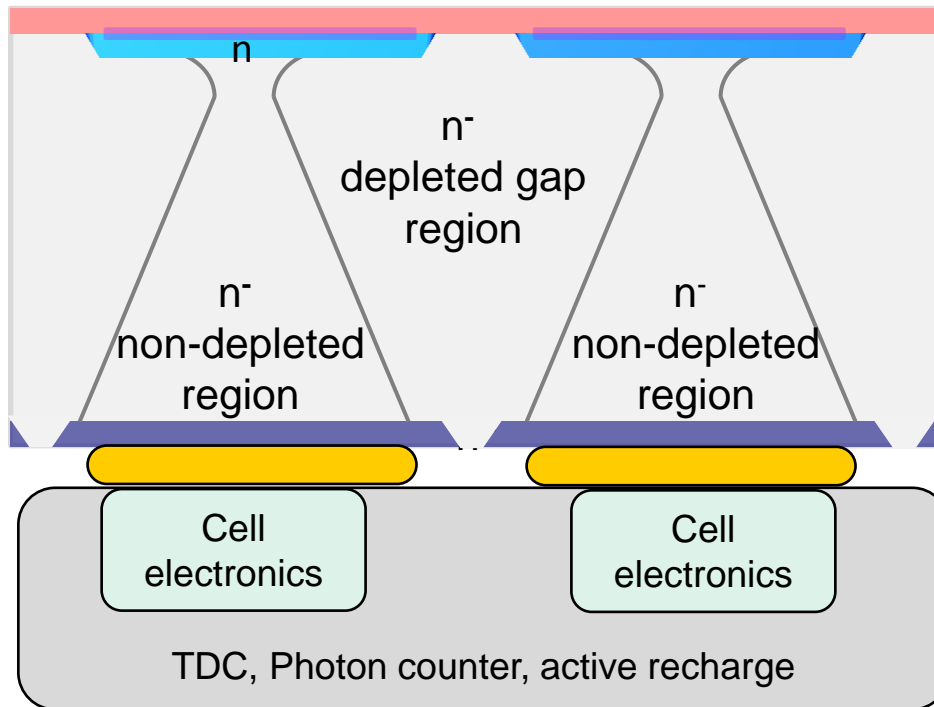 n
n⁻
depleted gap
region
n⁻
non-depleted
region
n⁻
non-depleted
region
Cell
electronics
Cell
electronics
TDC, Photon counter, active recharge